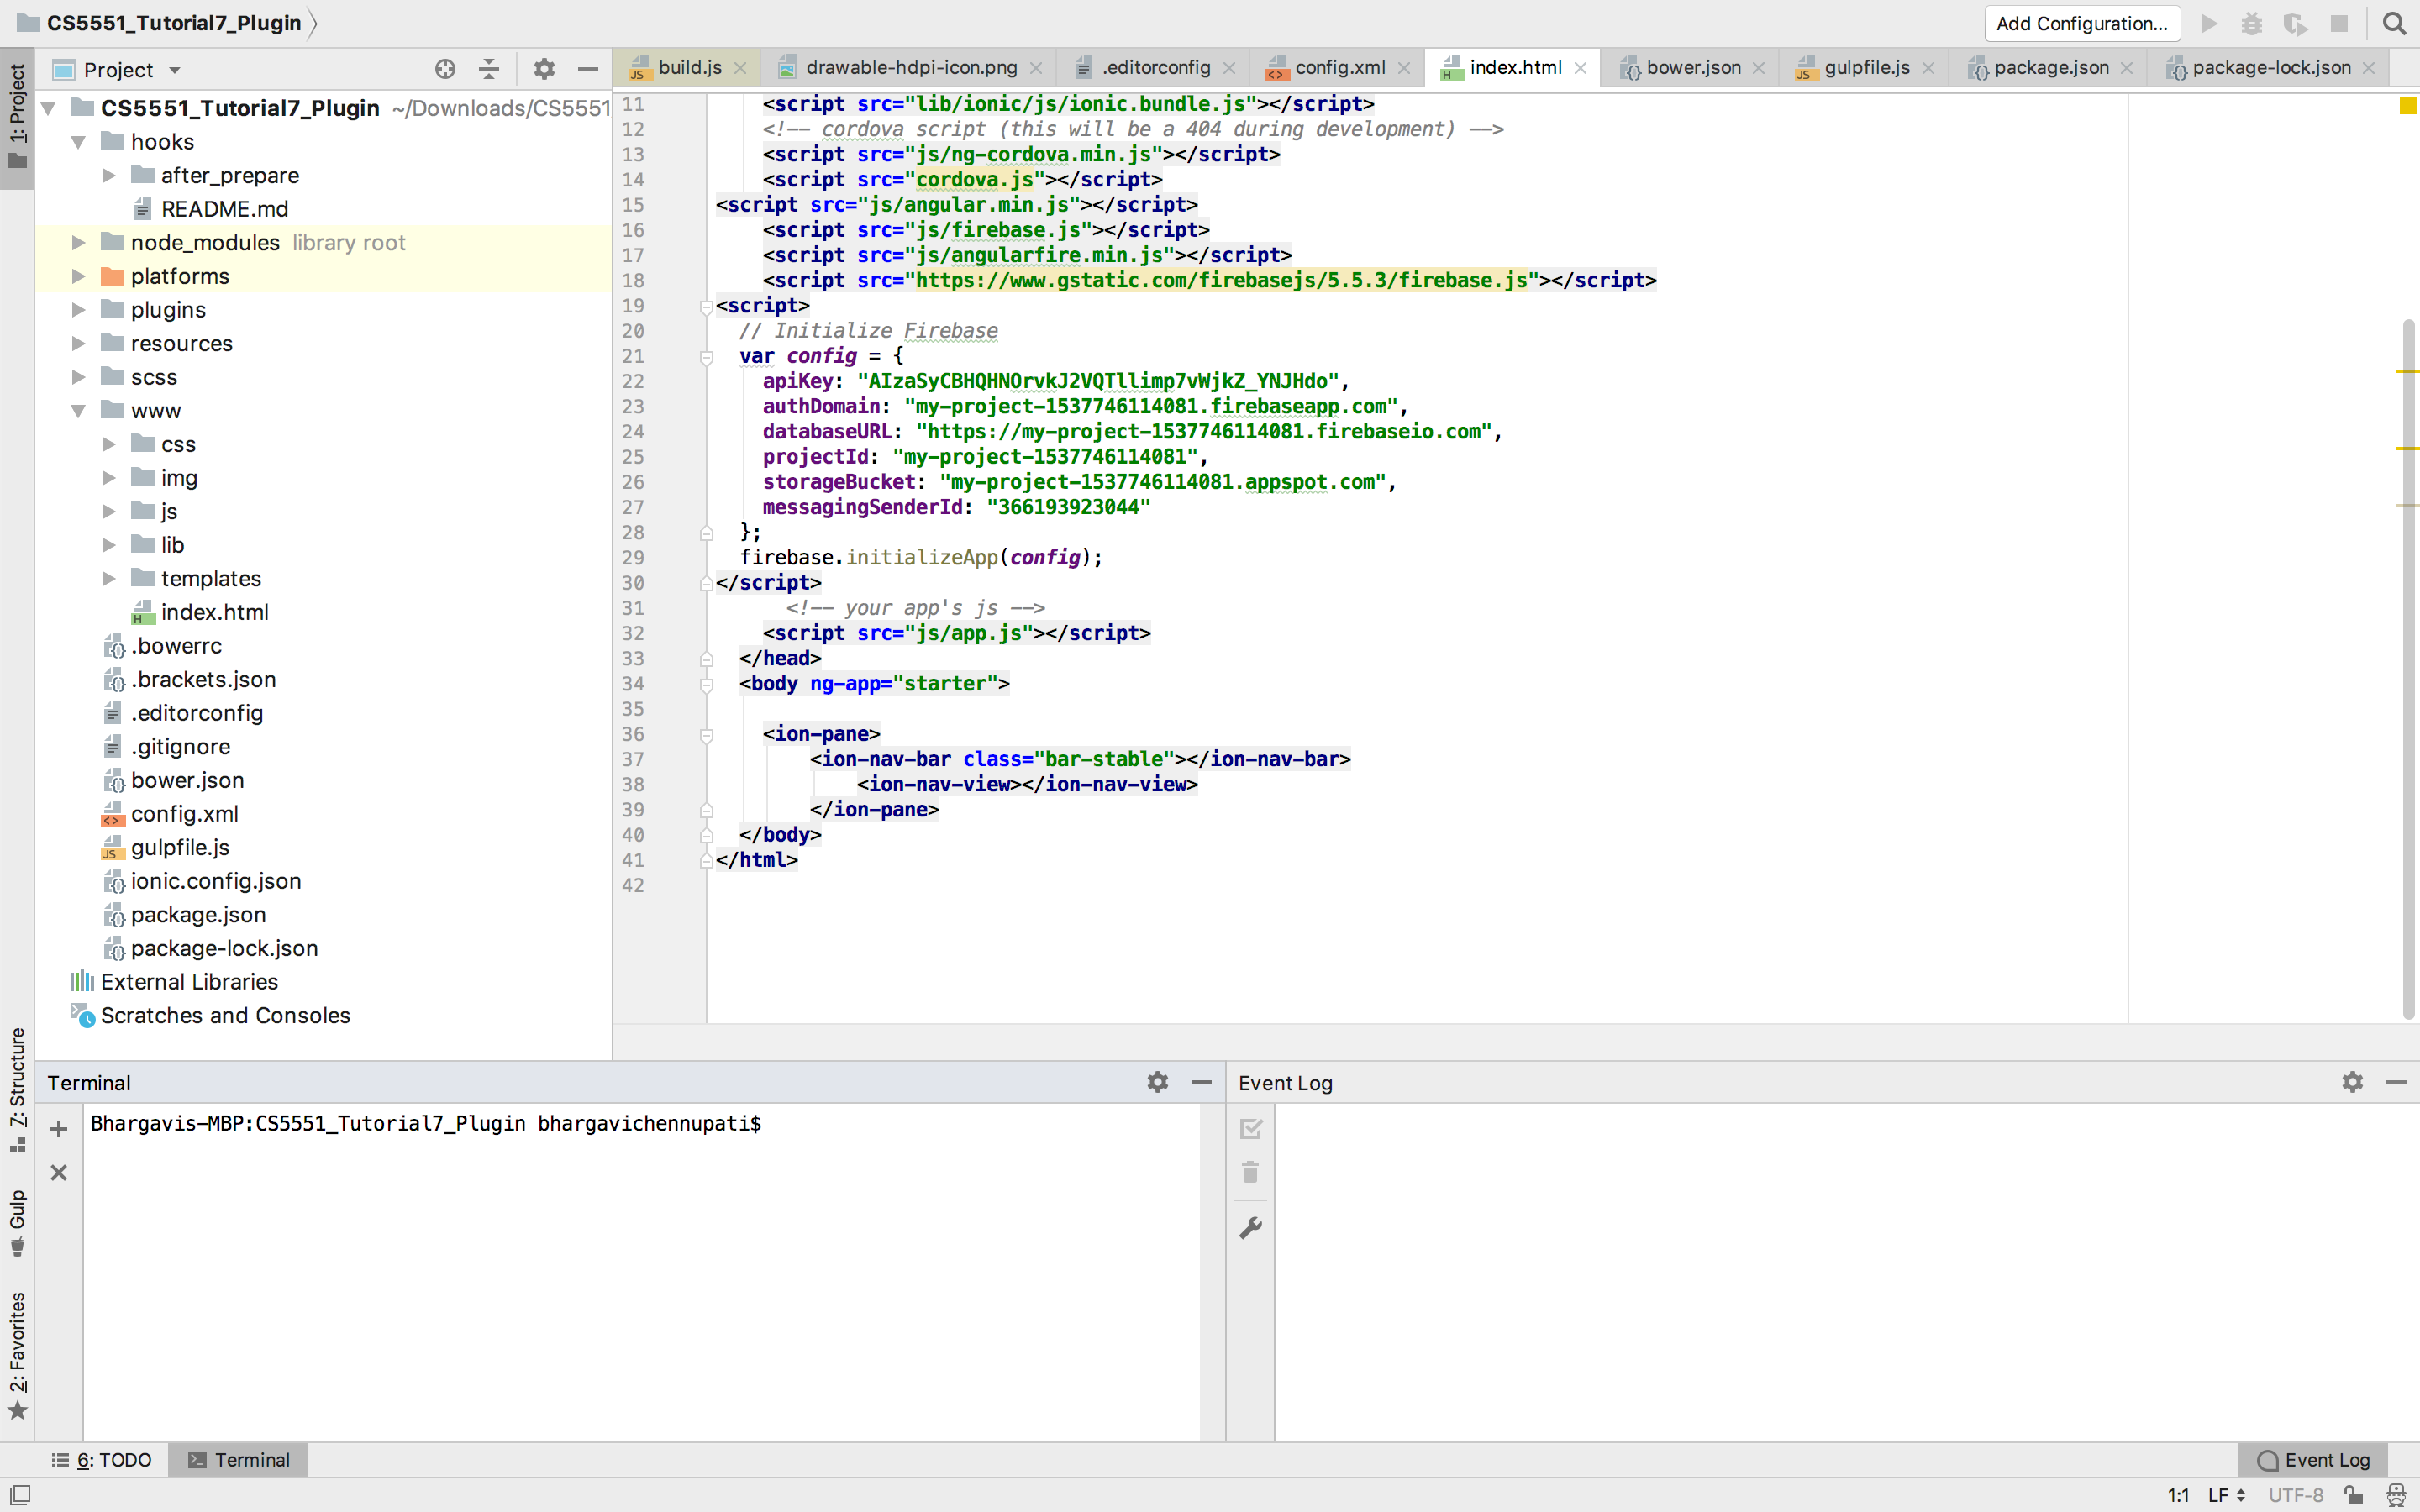 CS5551_Tutorial7_Plugin
Add Configuration...
1: Project
Project
build.js
drawable-hdpi-icon.png
.editorconfig
config.xml
index.html
bower.json
gulpfile.js
package.json
package-lock.json
CS5551_Tutorial7_Plugin ~/Downloads/CS5551
hooks
after_prepare
README.md
node_modules library root
platforms
plugins
resources
scss
www
css
img
js
lib
templates
index.html
.bowerrc
.brackets.json
.editorconfig
.gitignore
bower.json
config.xml
gulpfile.js
ionic.config.json
package.json
package-lock.json
External Libraries
Scratches and Consoles
11 <script src="lib/ionic/js/ionic.bundle.js"></script>
12 <!-- cordova script (this will be a 404 during development) -->
13 <script src="js/ng-cordova.min.js"></script>
14 <script src="cordova.js"></script>
15 <script src="js/angular.min.js"></script>
16 <script src="js/firebase.js"></script>
17 <script src="js/angularfire.min.js"></script>
18 <script src="https://www.gstatic.com/firebasejs/5.5.3/firebase.js"></script>
19 <script>
20 // Initialize Firebase
21 var config = {
22 apiKey: "AIzaSyCBHQHNOrvkJ2VQTllimp7vWjkZ_YNJHdo",
23 authDomain: "my-project-1537746114081.firebaseapp.com",
24 databaseURL: "https://my-project-1537746114081.firebaseio.com",
25 projectId: "my-project-1537746114081",
26 storageBucket: "my-project-1537746114081.appspot.com",
27 messagingSenderId: "366193923044"
28 };
29 firebase.initializeApp(config);
30 </script>
31 <!-- your app's js -->
32 <script src="js/app.js"></script>
33 </head>
34 <body ng-app="starter">
35
36 <ion-pane>
37 <ion-nav-bar class="bar-stable"></ion-nav-bar>
38 <ion-nav-view></ion-nav-view>
39 </ion-pane>
40 </body>
41 </html>
42
7: Structure
Gulp
2: Favorites
Terminal
Bhargavis-MBP:CS5551_Tutorial7_Plugin bhargavichennupati$
Event Log
6: TODO
Terminal
Event Log
1:1 LF UTF-8